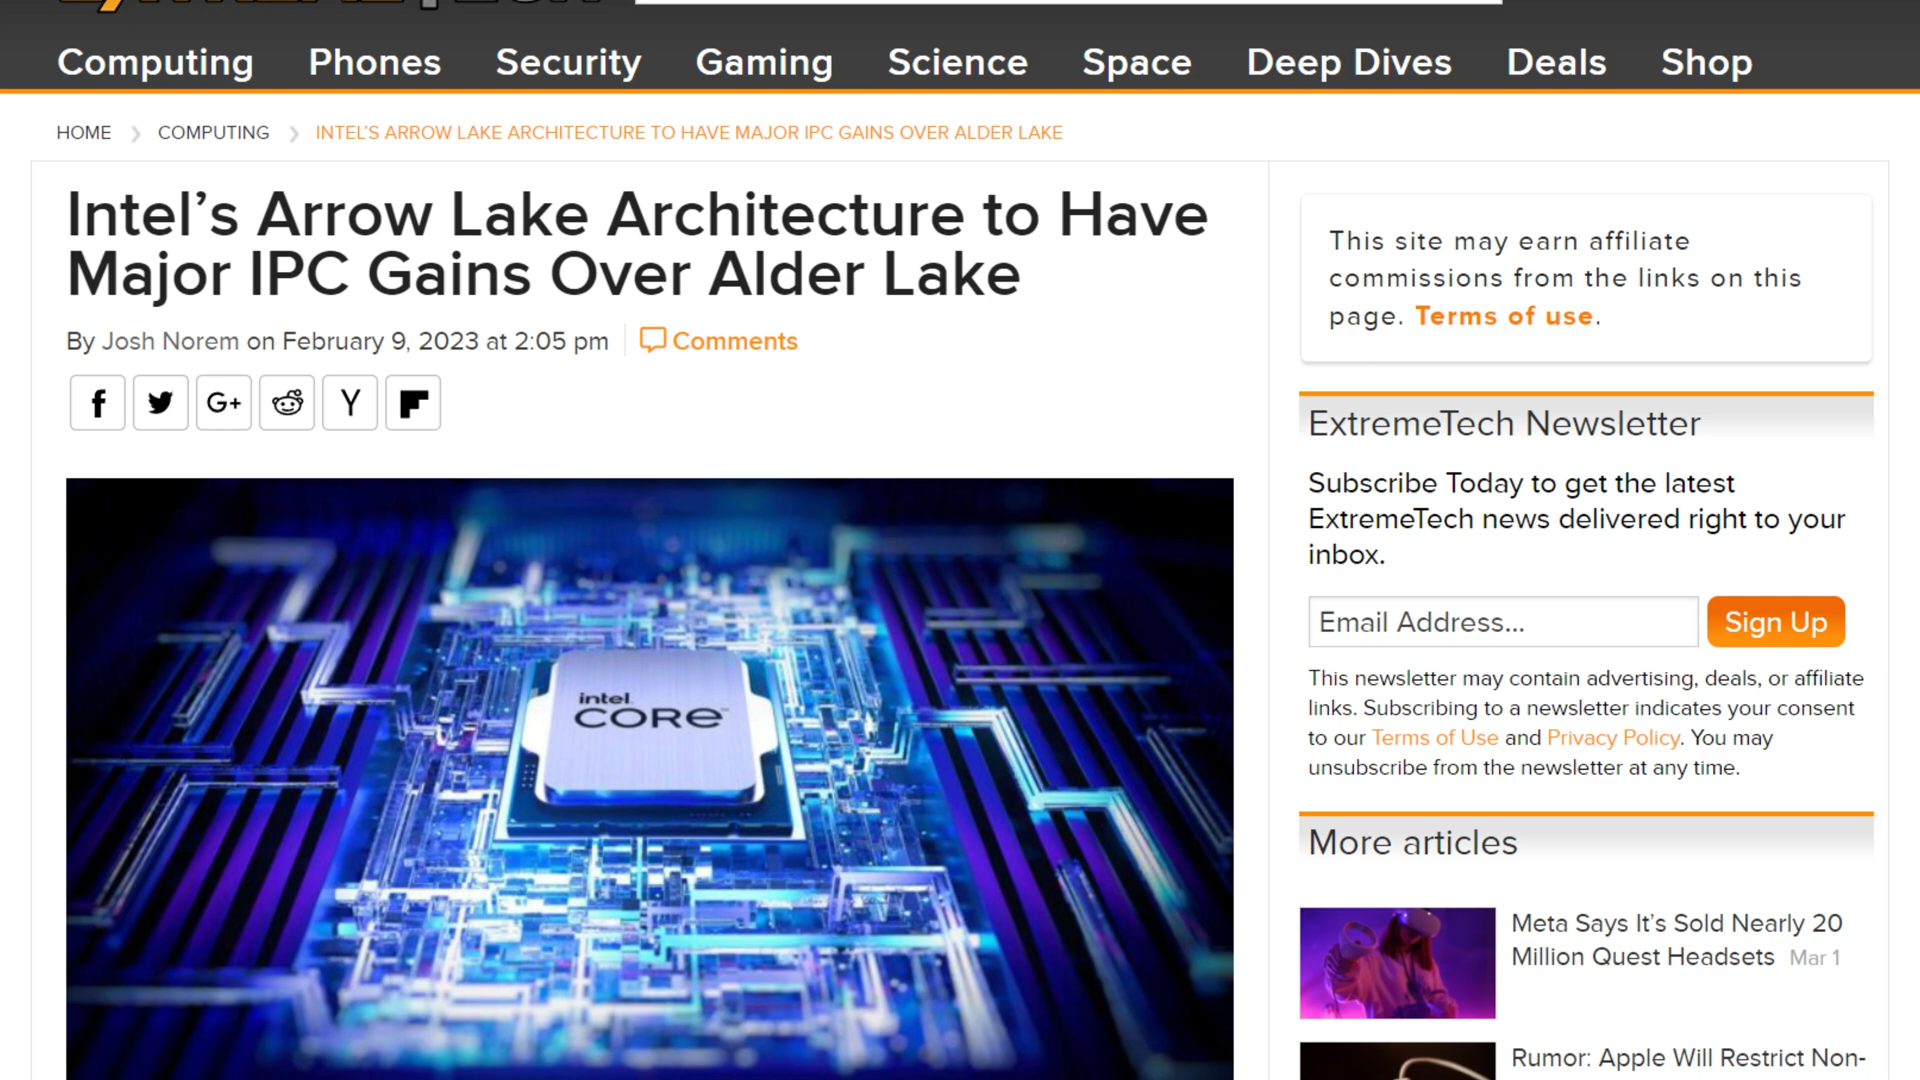 Computing Phones Security Gaming Science Space Deep Dives Deals Shop
HOME COMPUTING INTEL'S ARROW LAKE ARCHITECTURE TO HAVE MAJOR IPC GAINS OVER ALDER LAKE
Intel’s Arrow Lake Architecture to Have
Major IPC Gains Over Alder Lake
By Josh Norem on February 9, 2023 at 2:05 pm
Comments
f G+ Y
intel
CORE™
This site may earn affiliate
commissions from the links on this
page. Terms of use.
ExtremeTech Newsletter
Subscribe Today to get the latest
ExtremeTech news delivered right to your
inbox.
Email Address...
Sign Up
This newsletter may contain advertising, deals, or affiliate
links. Subscribing to a newsletter indicates your consent
to our Terms of Use and Privacy Policy. You may
unsubscribe from the newsletter at any time.
More articles
Meta Says It’s Sold Nearly 20
Million Quest Headsets Mar 1
Rumor: Apple Will Restrict Non-